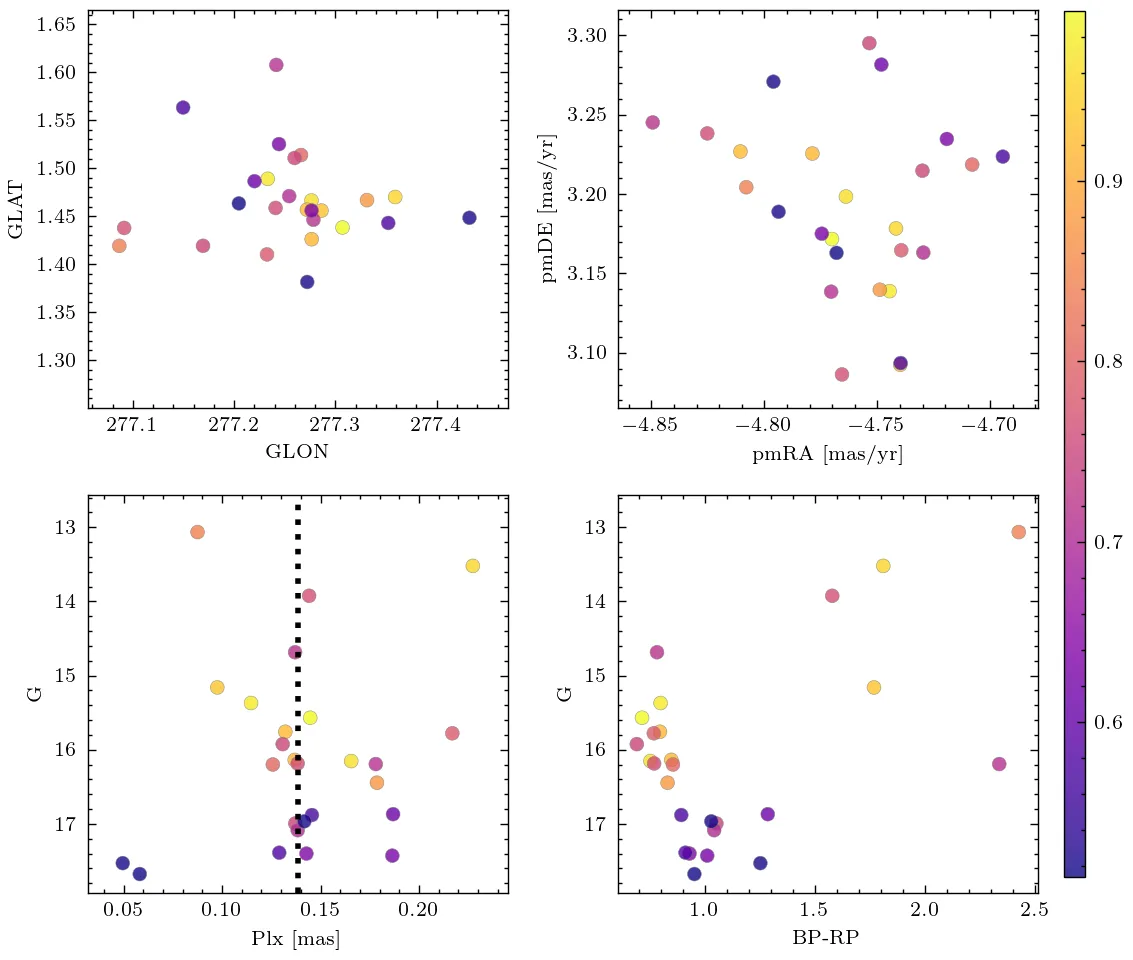 1.65
1.60
1.55
1.50
1.45
1.40
1.35
1.30
GLAT
277.1 277.2 277.3 277.4
GLON
3.30
3.25
3.20
3.15
3.10
pmDE [mas/yr]
−4.85 −4.80 −4.75 −4.70
pmRA [mas/yr]
0.9
0.8
0.7
0.6
13
14
15
16
17
G
0.05 0.10 0.15 0.20
Plx [mas]
13
14
15
16
17
G
1.0 1.5 2.0 2.5
BP-RP